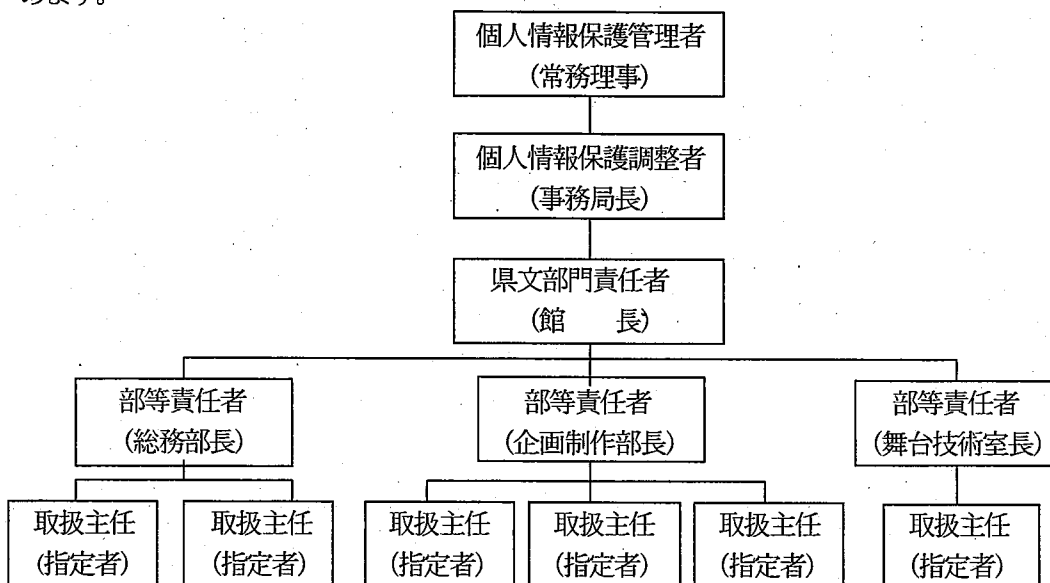 めます。
個人情報保護管理者
(常務理事)
個人情報保護調整者
(事務局長)
県文部門責任者
(館　　長)
部等責任者
(総務部長)
部等責任者
(企画制作部長)
部等責任者
(舞台技術室長)
取扱主任
(指定者)
取扱主任
(指定者)
取扱主任
(指定者)
取扱主任
(指定者)
取扱主任
(指定者)
取扱主任
(指定者)